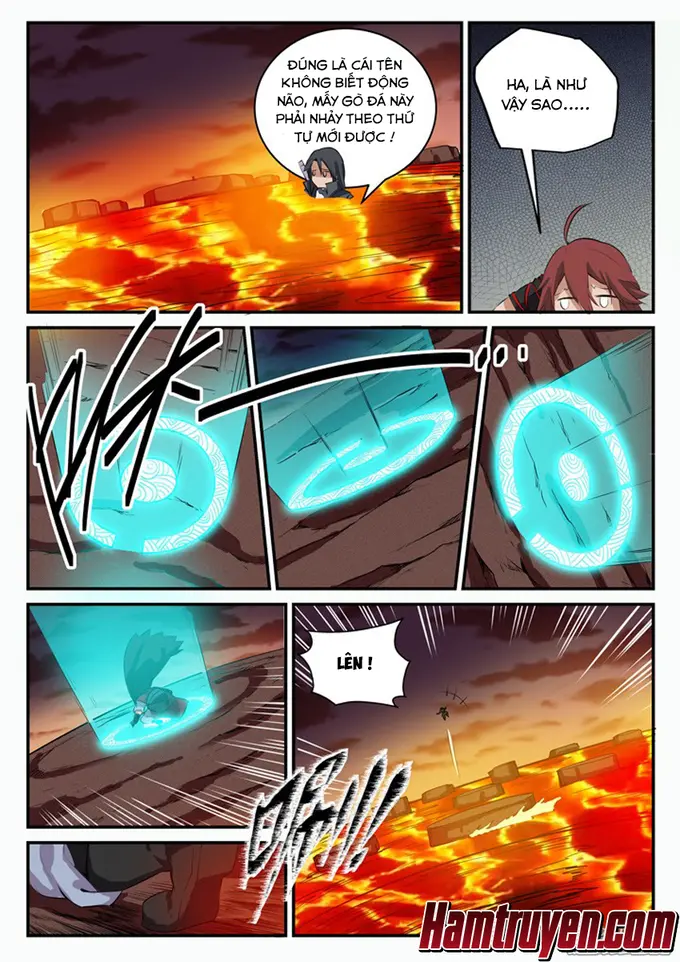 ĐÚNG LÀ CÁI TÊN
KHÔNG BIẾT ĐỘNG
NÃO, MẤY GÒ ĐÁ NÀY
PHẢI NHẢY THEO THỨ
TỰ MỚI ĐƯỢC !
HA, LÀ NHƯ
VẬY SAO.....
LÊN !
Hamtruyen.com